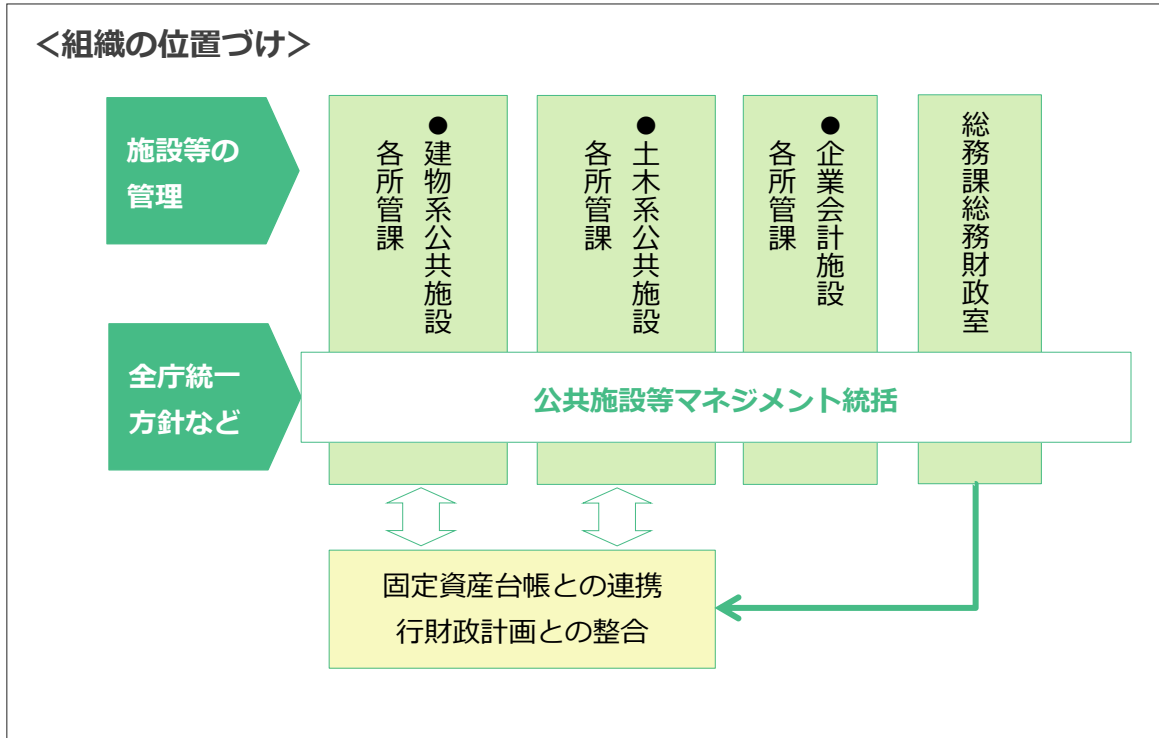 ＜組織の位置づけ＞
施設等の
管理
●建物系公共施設
各所管課
●土木系公共施設
各所管課
●企業会計施設
各所管課
総務課総務財政室
全庁統一
方針など
公共施設等マネジメント統括
固定資産台帳との連携
行財政計画との整合